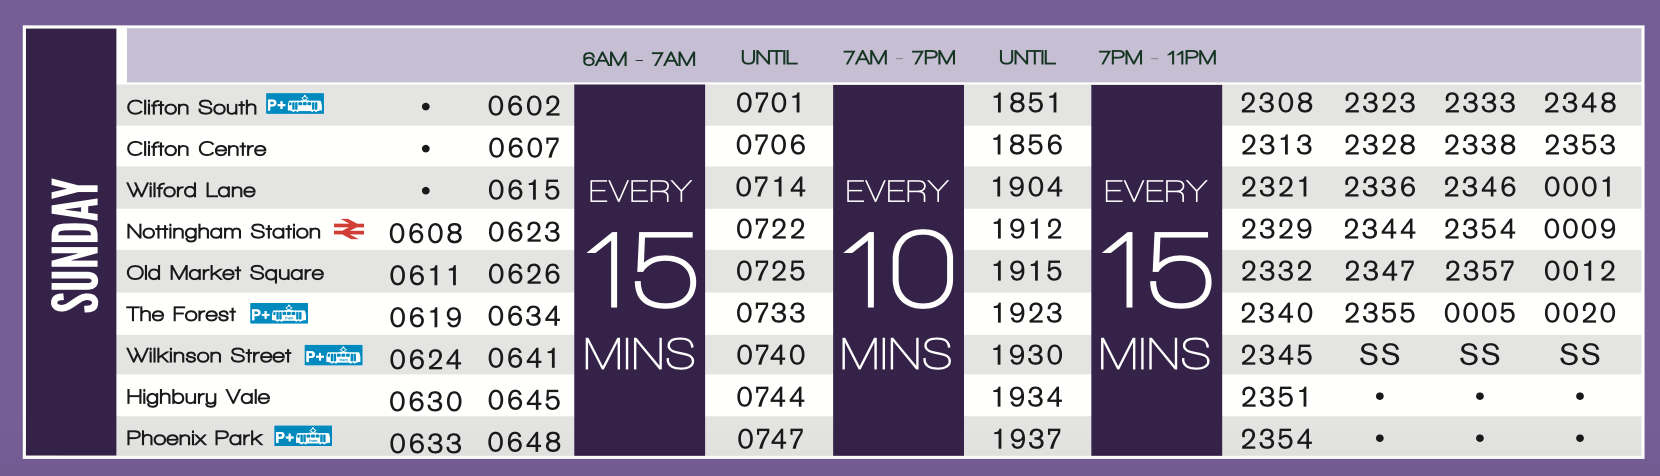 6AM - 7AM UNTIL 7AM - 7PM UNTIL 7PM - 11PM
SUNDAY
Clifton South P+ • 0602 0701 1851 2308 2323 2333 2348
Clifton Centre • 0607 0706 1856 2313 2328 2338 2353
Wilford Lane • 0615 EVERY 0714 EVERY 1904 EVERY 2321 2336 2346 0001
Nottingham Station 0608 0623 15 0722 10 1912 15 2329 2344 2354 0009
Old Market Square 0611 0626 0725 1915 2332 2347 2357 0012
The Forest P+ 0619 0634 0733 1923 2340 2355 0005 0020
Wilkinson Street P+ 0624 0641 MINS 0740 MINS 1930 MINS 2345 SS SS SS
Highbury Vale 0630 0645 0744 1934 2351 • • •
Phoenix Park P+ 0633 0648 0747 1937 2354 • • •